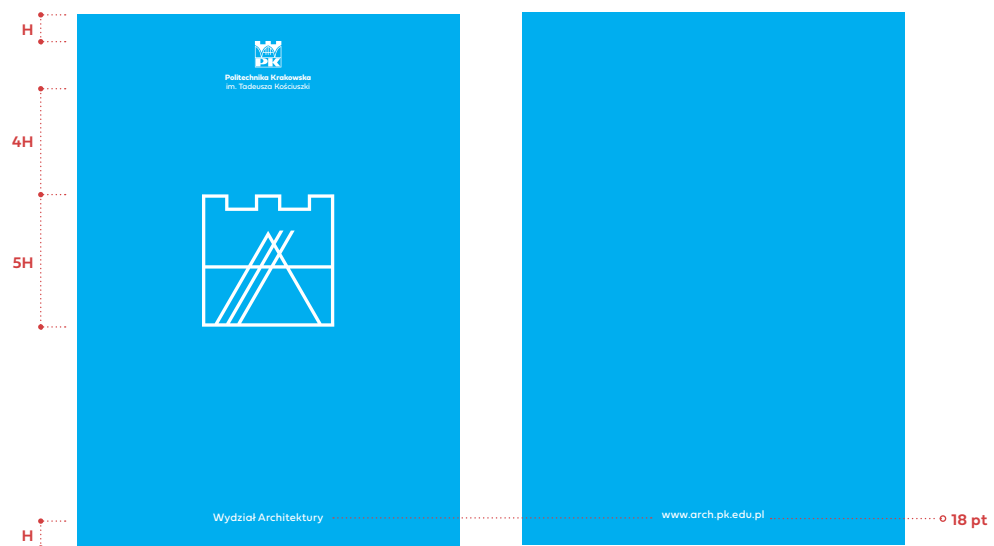 H
PK
Politechnika Krakowska
im. Tadeusza Kościuszki
4H
5H
Wydział Architektury
www.arch.pk.edu.pl
18 pt
H